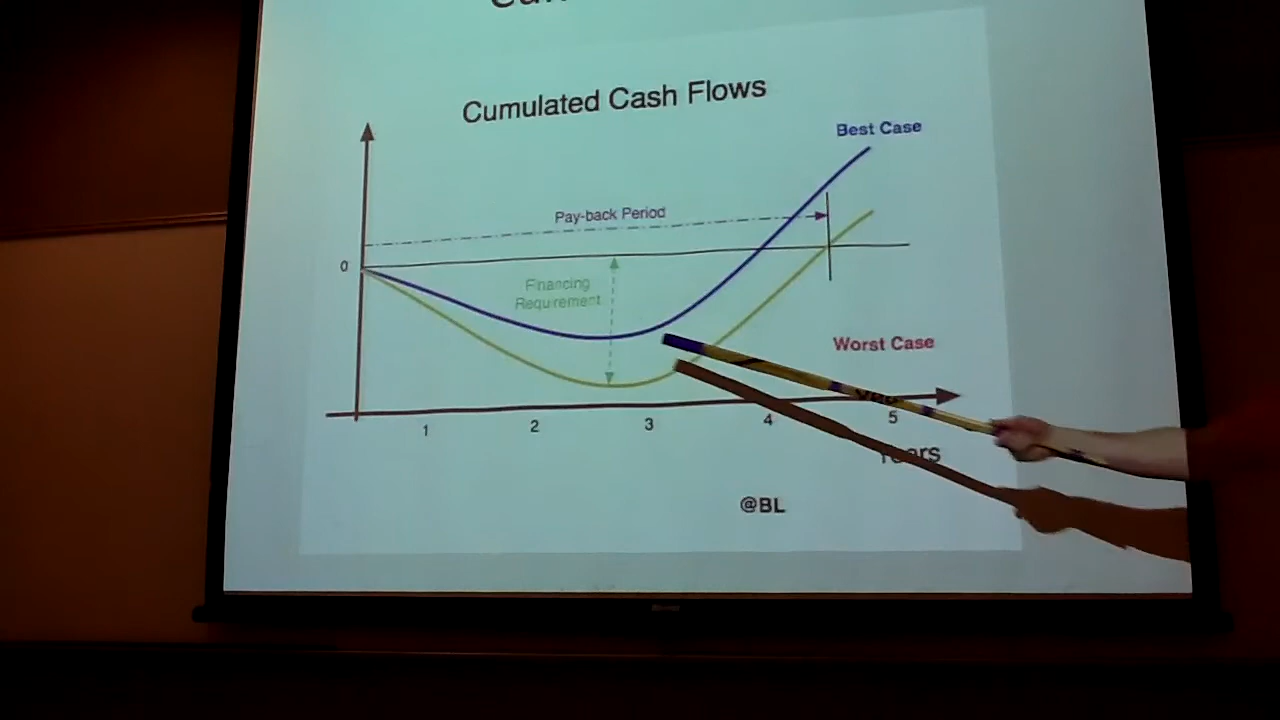 Cumulated Cash Flows
Best Case
Pay-back Period
0
Financing
Requirement
Worst Case
1 2 3 4 5
Years
@BL